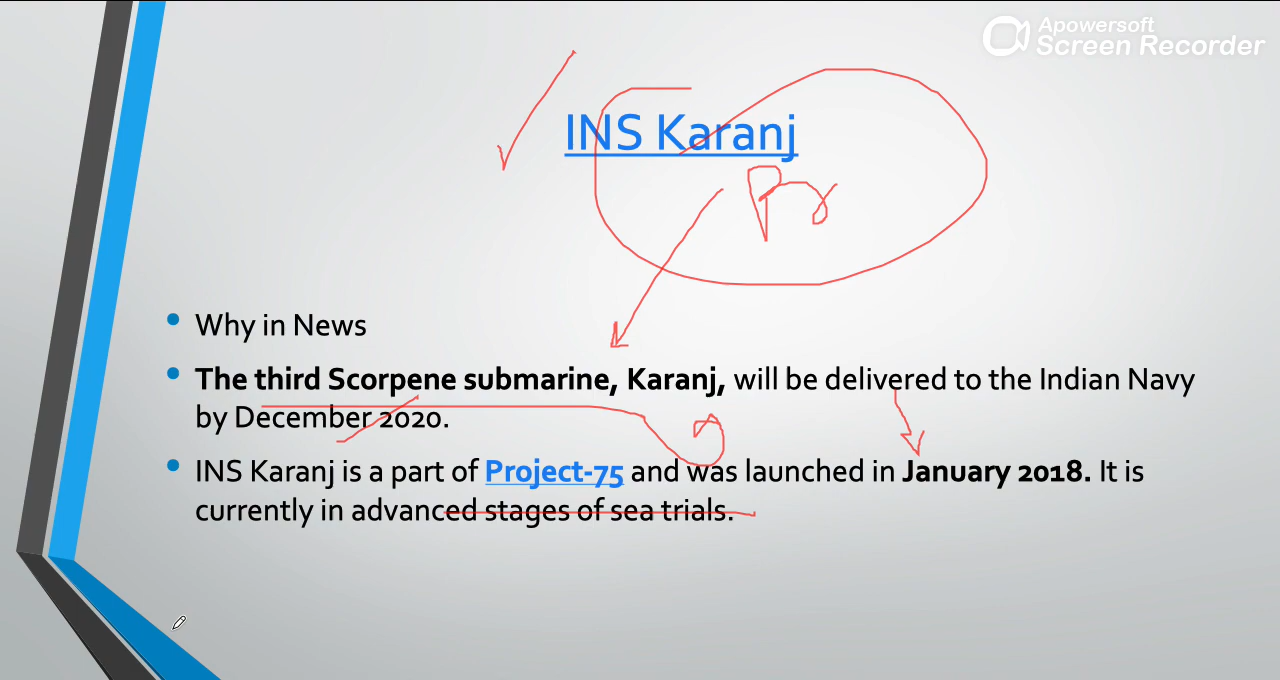 Apowersoft
Screen Recorder
INS Karanj
Why in News
The third Scorpene submarine, Karanj, will be delivered to the Indian Navy
by December 2020.
INS Karanj is a part of Project-75 and was launched in January 2018. It is
currently in advanced stages of sea trials.